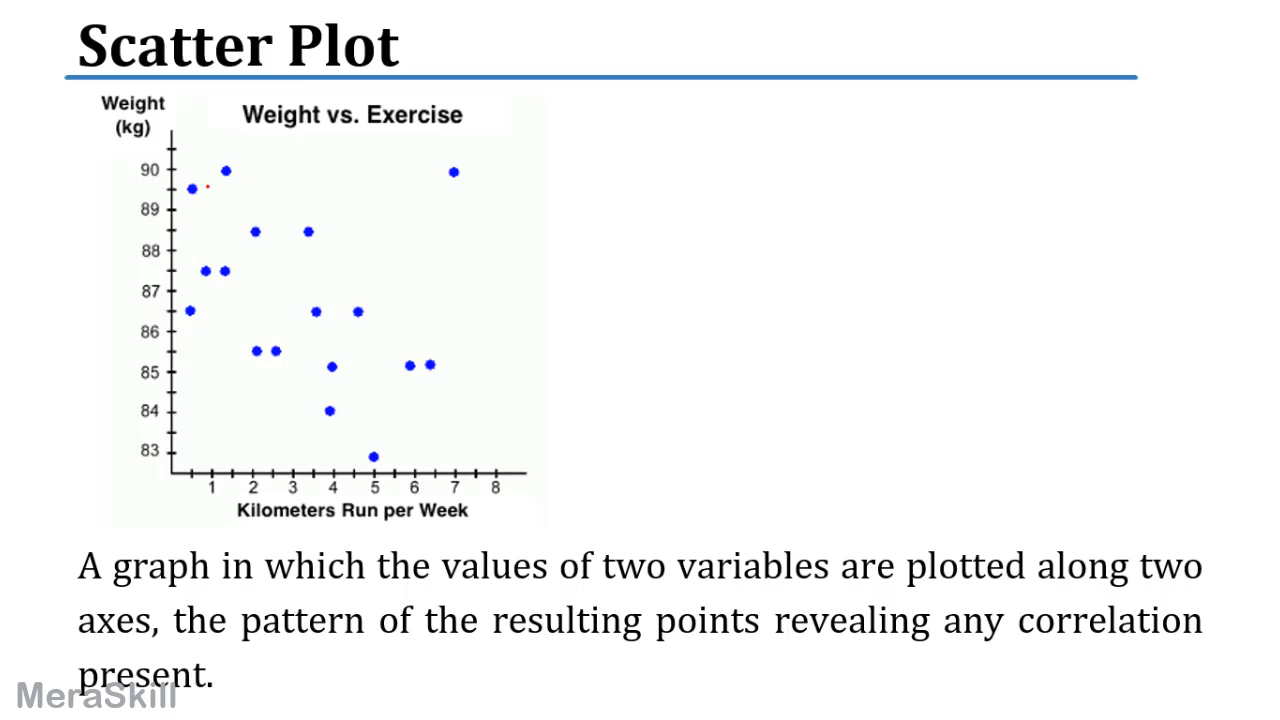 Scatter Plot
Weight
(kg)
Weight vs. Exercise
90
89
88
87
86
85
84
83
1 2 3 4 5 6 7 8
Kilometers Run per Week
A graph in which the values of two variables are plotted along two
axes, the pattern of the resulting points revealing any correlation
present.
MeraSkill